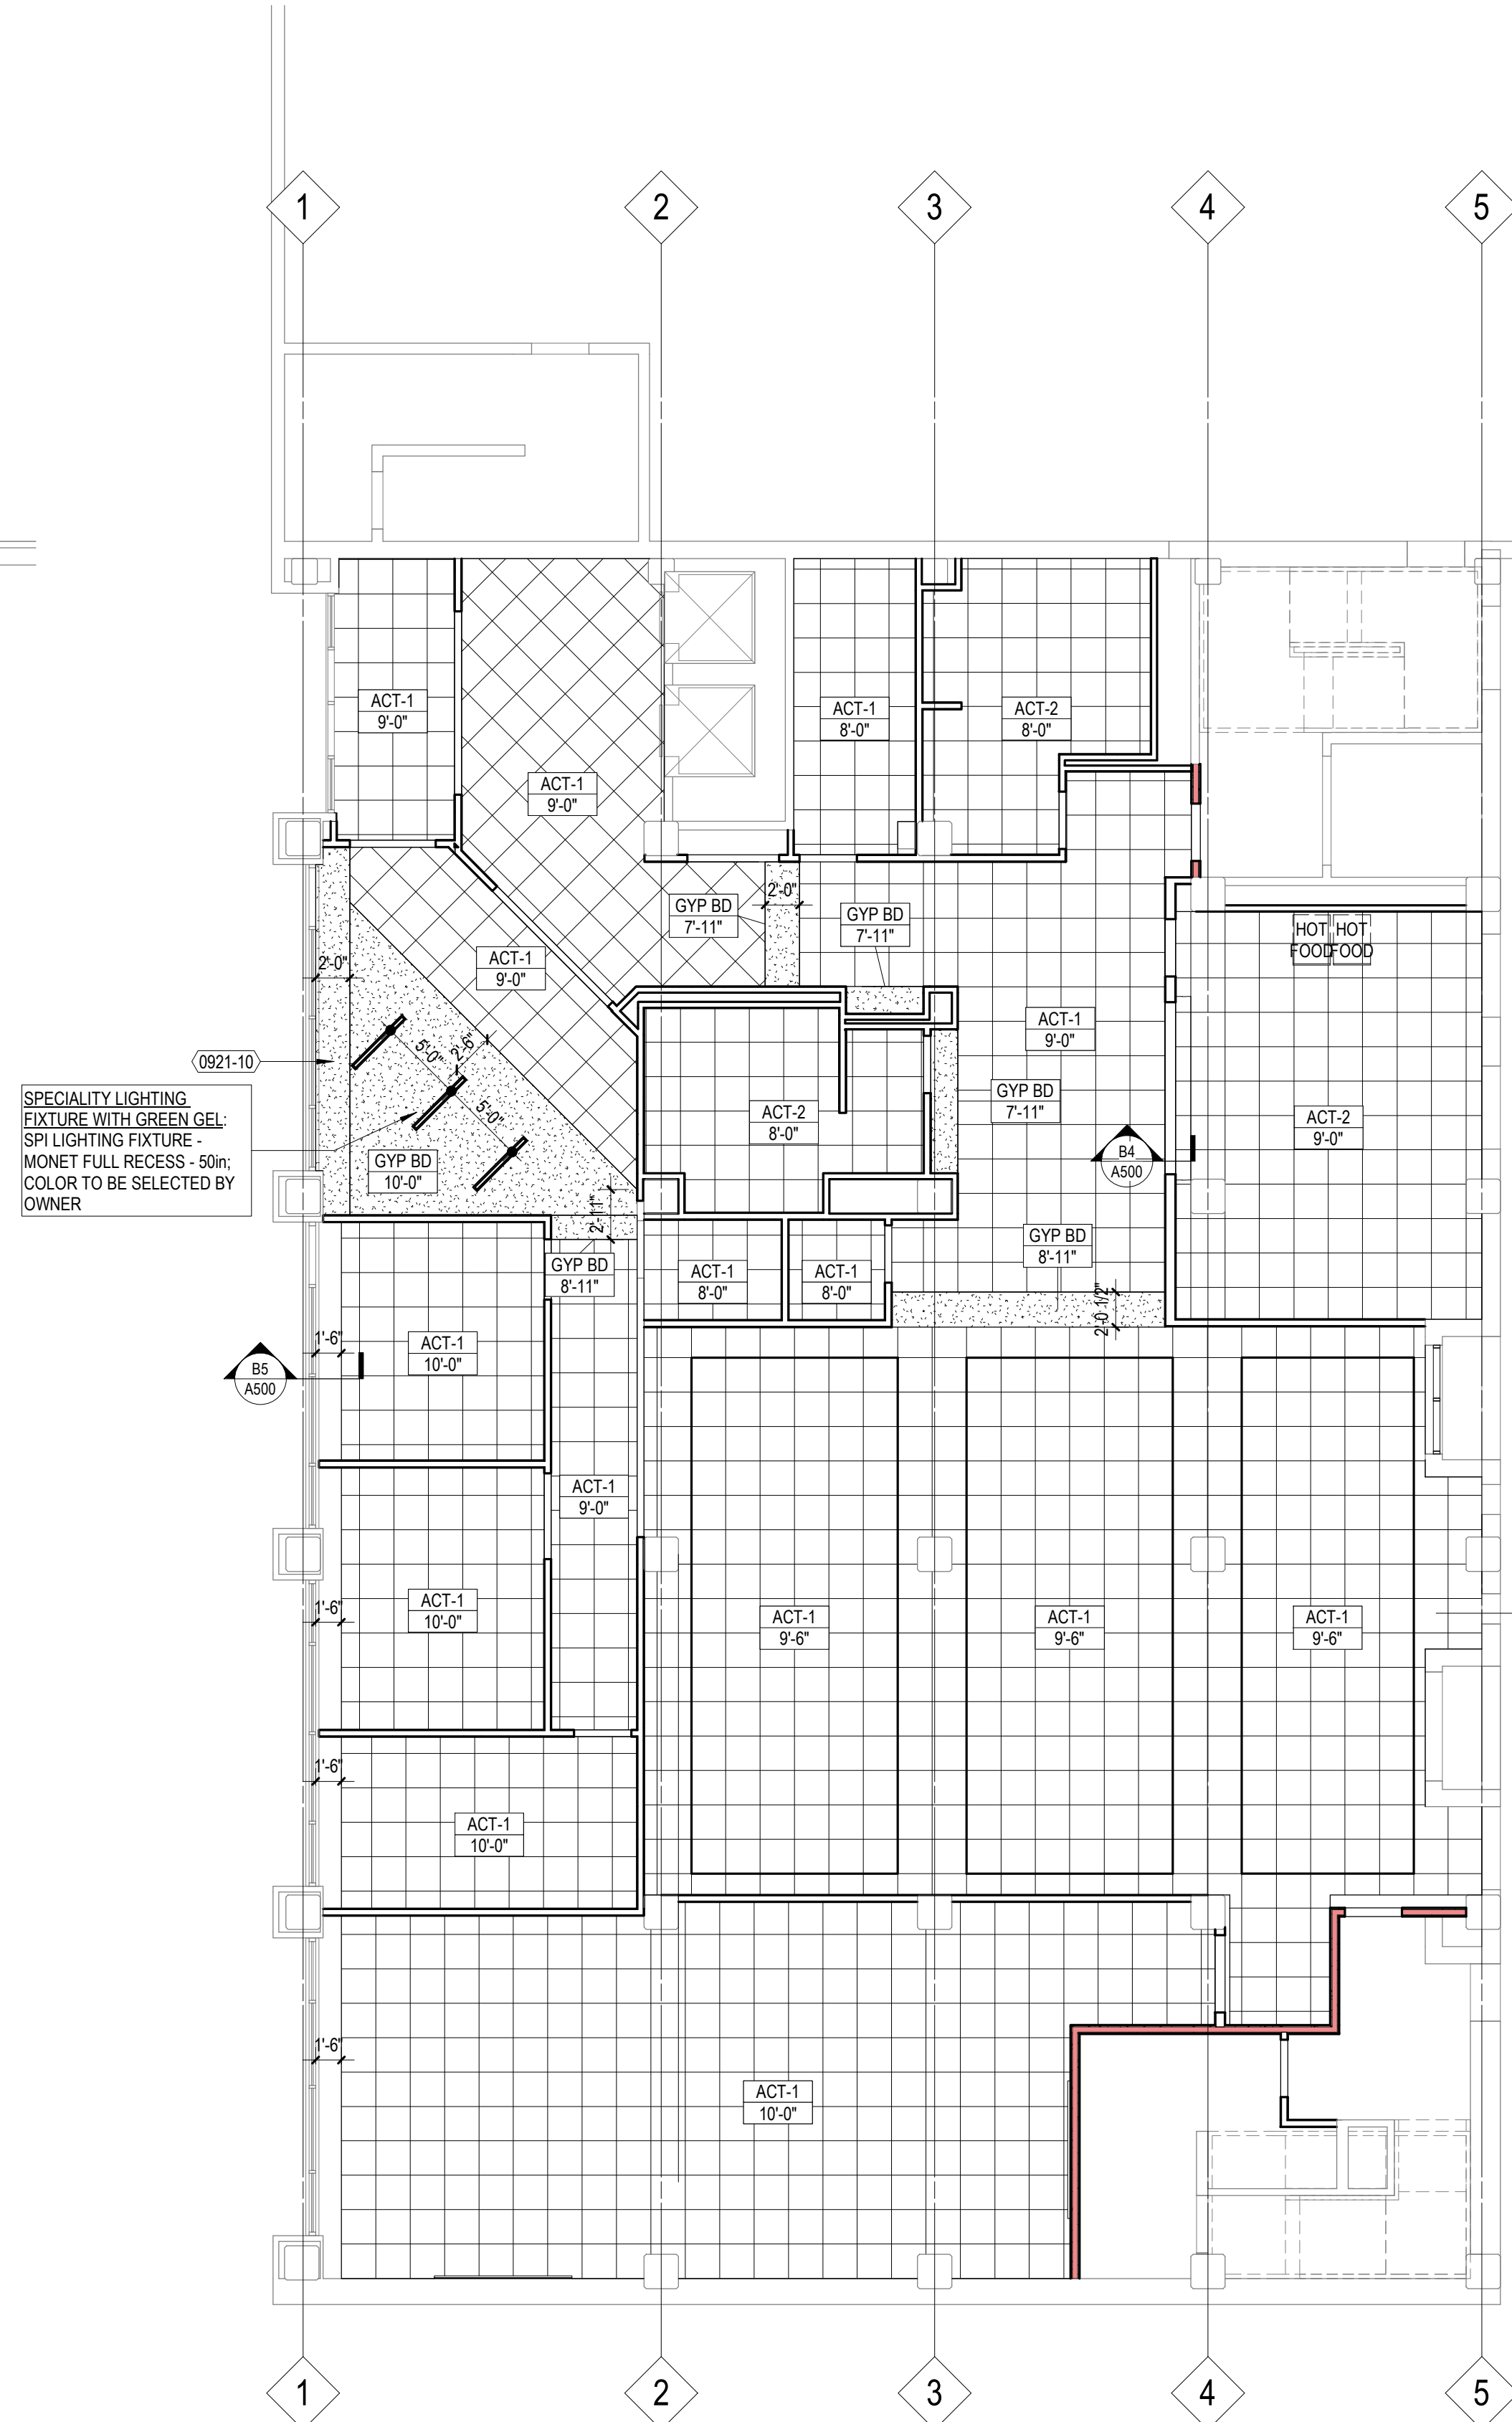 1
2
3
4
5
ACT-1
9'-0"
ACT-1
8'-0"
ACT-2
8'-0"
ACT-1
9'-0"
GYP BD
7'-11"
2'-0"
GYP BD
7'-11"
HOT
FOOD
HOT
FOOD
2'-0"
ACT-1
9'-0"
ACT-1
9'-0"
0921-10
5'-0"
2'-6"
5'-0"
SPECIALITY LIGHTING
FIXTURE WITH GREEN GEL:
SPI LIGHTING FIXTURE -
MONET FULL RECESS - 50in;
COLOR TO BE SELECTED BY
OWNER
GYP BD
10'-0"
ACT-2
8'-0"
GYP BD
7'-11"
ACT-2
9'-0"
B4
A500
2'-11"
GYP BD
8'-11"
GYP BD
8'-11"
ACT-1
8'-0"
ACT-1
8'-0"
2'-0 1/2"
1'-6"
ACT-1
10'-0"
B5
A500
ACT-1
9'-0"
1'-6"
ACT-1
10'-0"
ACT-1
9'-6"
ACT-1
9'-6"
ACT-1
9'-6"
1'-6"
ACT-1
10'-0"
1'-6"
ACT-1
10'-0"
1
2
3
4
5